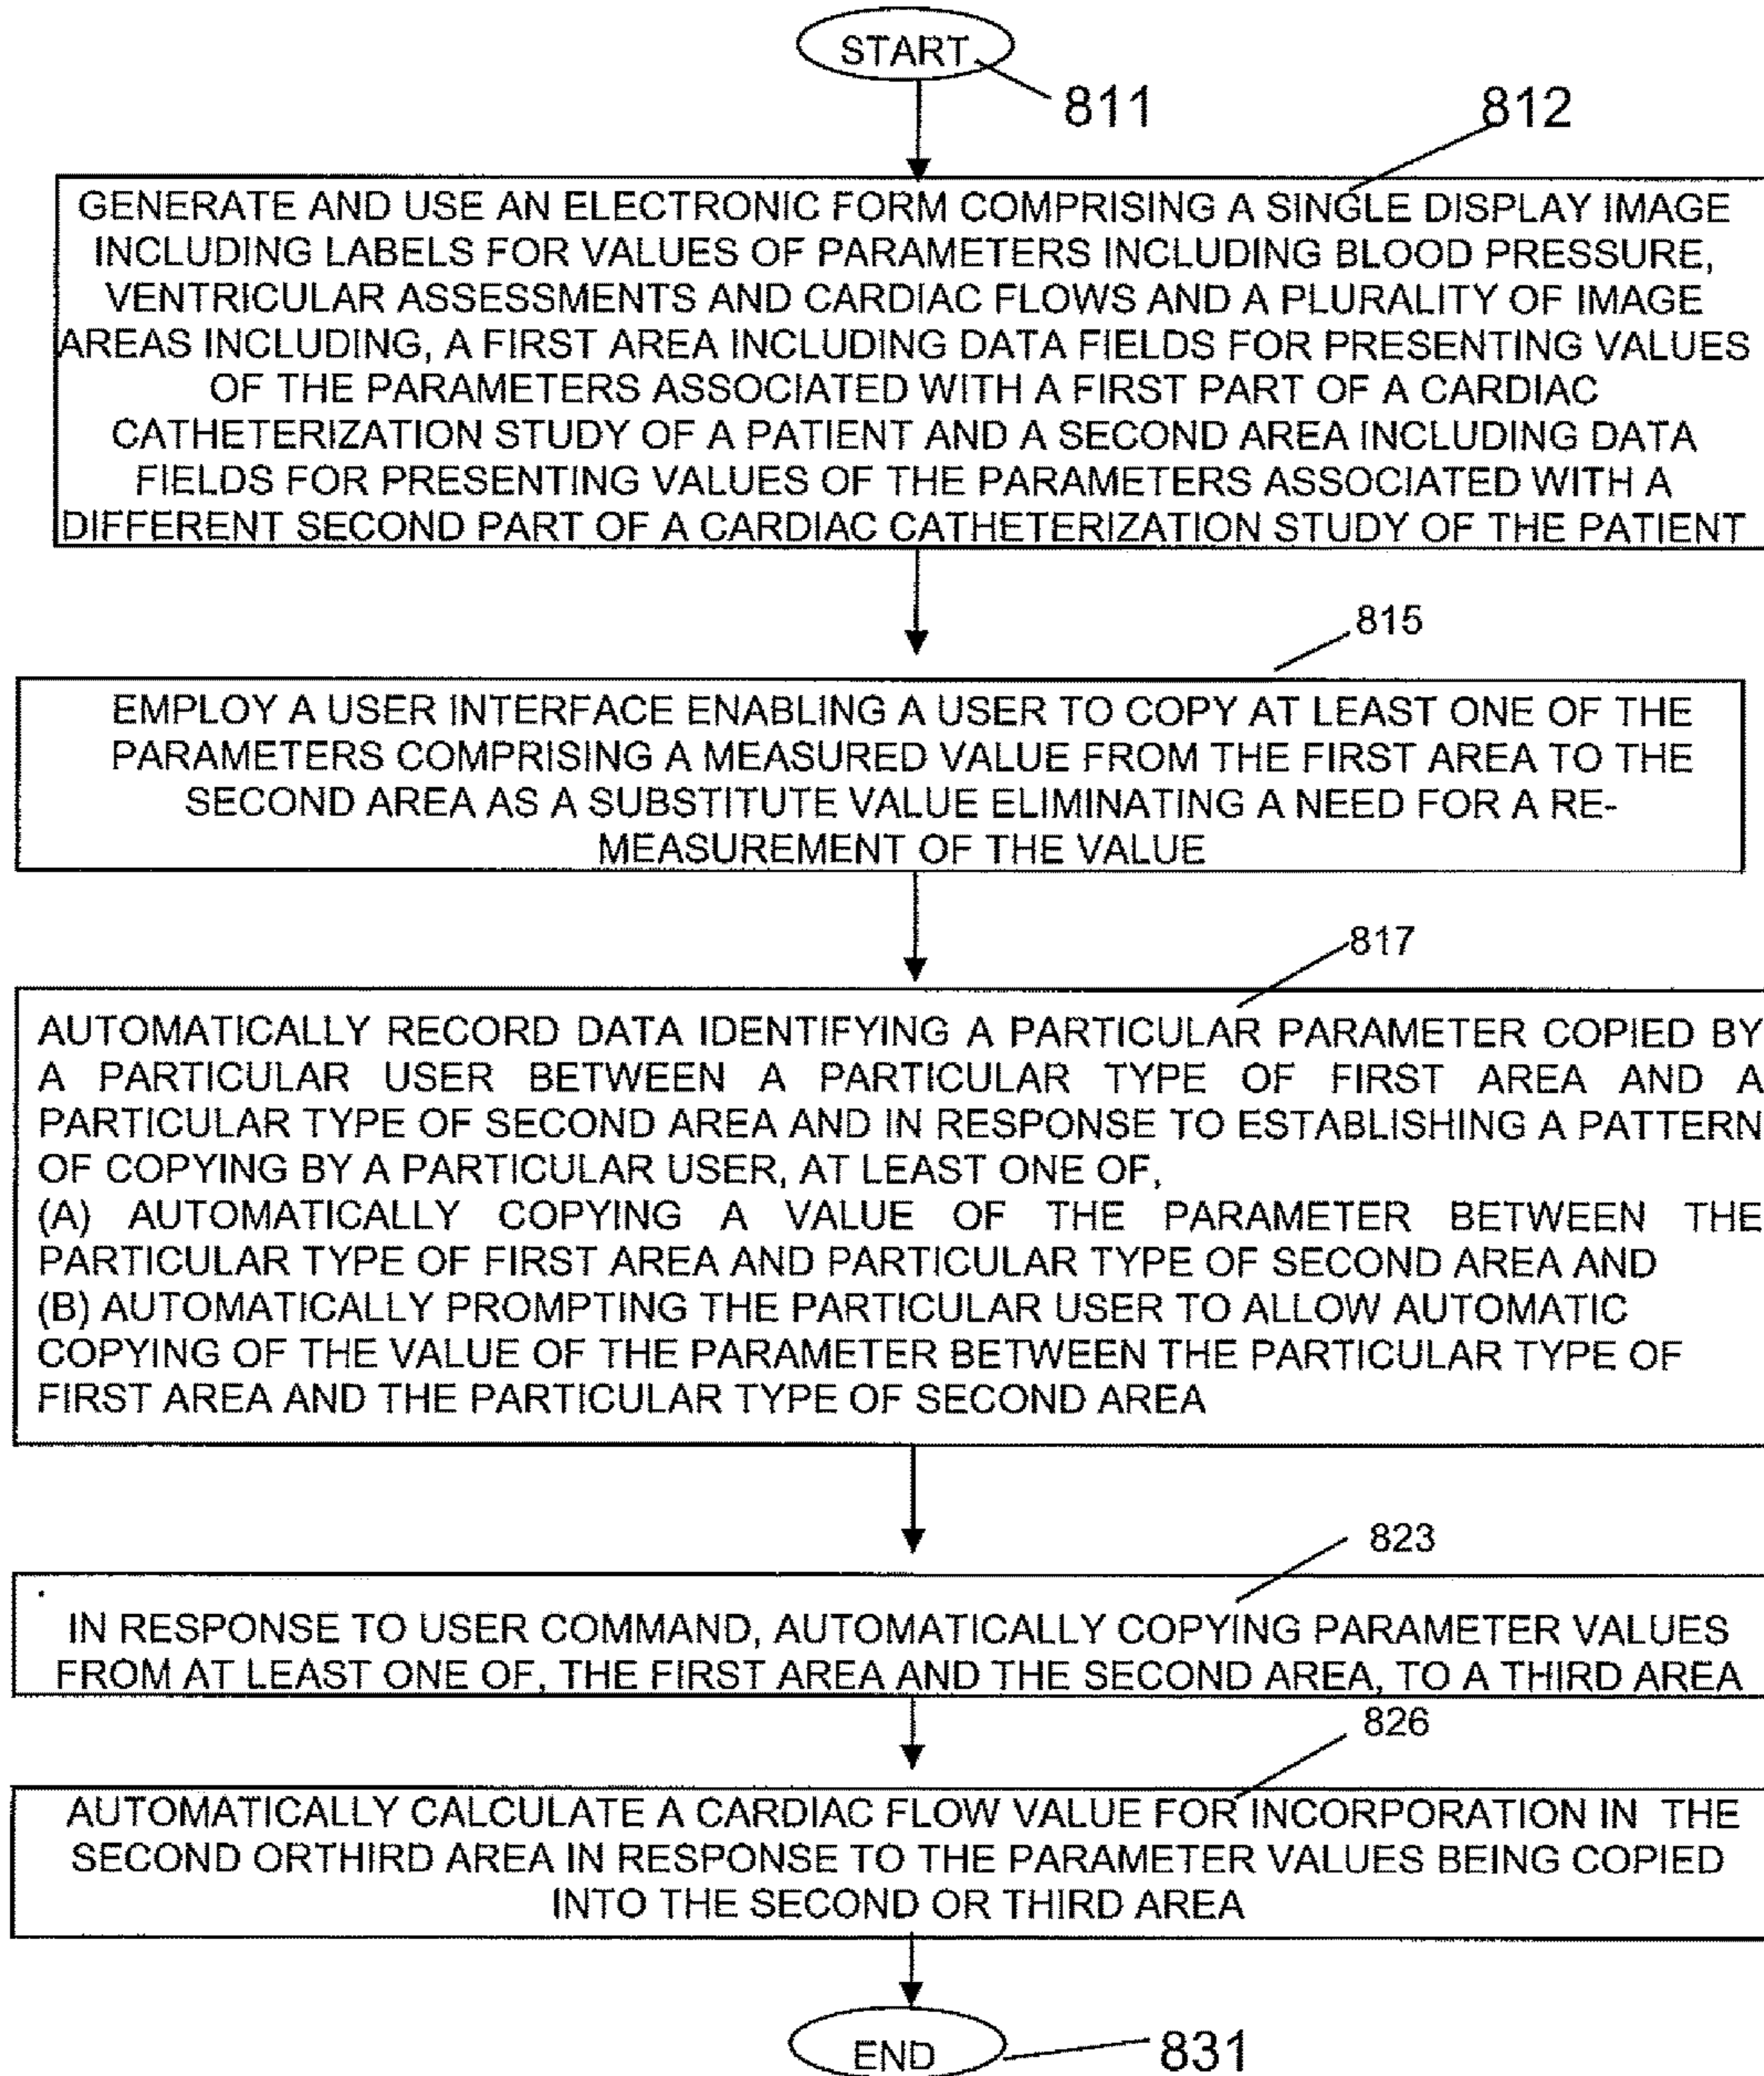 START
811
812
GENERATE AND USE AN ELECTRONIC FORM COMPRISING A SINGLE DISPLAY IMAGE
INCLUDING LABELS FOR VALUES OF PARAMETERS INCLUDING BLOOD PRESSURE,
VENTRICULAR ASSESSMENTS AND CARDIAC FLOWS AND A PLURALITY OF IMAGE
AREAS INCLUDING, A FIRST AREA INCLUDING DATA FIELDS FOR PRESENTING VALUES
OF THE PARAMETERS ASSOCIATED WITH A FIRST PART OF A CARDIAC
CATHETERIZATION STUDY OF A PATIENT AND A SECOND AREA INCLUDING DATA
FIELDS FOR PRESENTING VALUES OF THE PARAMETERS ASSOCIATED WITH A
DIFFERENT SECOND PART OF A CARDIAC CATHETERIZATION STUDY OF THE PATIENT
815
EMPLOY A USER INTERFACE ENABLING A USER TO COPY AT LEAST ONE OF THE
PARAMETERS COMPRISING A MEASURED VALUE FROM THE FIRST AREA TO THE
SECOND AREA AS A SUBSTITUTE VALUE ELIMINATING A NEED FOR A RE-
MEASUREMENT OF THE VALUE
817
AUTOMATICALLY RECORD DATA IDENTIFYING A PARTICULAR PARAMETER COPIED BY
A PARTICULAR USER BETWEEN A PARTICULAR TYPE OF FIRST AREA AND A
PARTICULAR TYPE OF SECOND AREA AND IN RESPONSE TO ESTABLISHING A PATTERN
OF COPYING BY A PARTICULAR USER, AT LEAST ONE OF,
(A) AUTOMATICALLY COPYING A VALUE OF THE PARAMETER BETWEEN THE
PARTICULAR TYPE OF FIRST AREA AND PARTICULAR TYPE OF SECOND AREA AND
(B) AUTOMATICALLY PROMPTING THE PARTICULAR USER TO ALLOW AUTOMATIC
COPYING OF THE VALUE OF THE PARAMETER BETWEEN THE PARTICULAR TYPE OF
FIRST AREA AND THE PARTICULAR TYPE OF SECOND AREA
823
IN RESPONSE TO USER COMMAND, AUTOMATICALLY COPYING PARAMETER VALUES
FROM AT LEAST ONE OF, THE FIRST AREA AND THE SECOND AREA, TO A THIRD AREA
826
AUTOMATICALLY CALCULATE A CARDIAC FLOW VALUE FOR INCORPORATION IN THE
SECOND ORTHIRD AREA IN RESPONSE TO THE PARAMETER VALUES BEING COPIED
INTO THE SECOND OR THIRD AREA
END
831